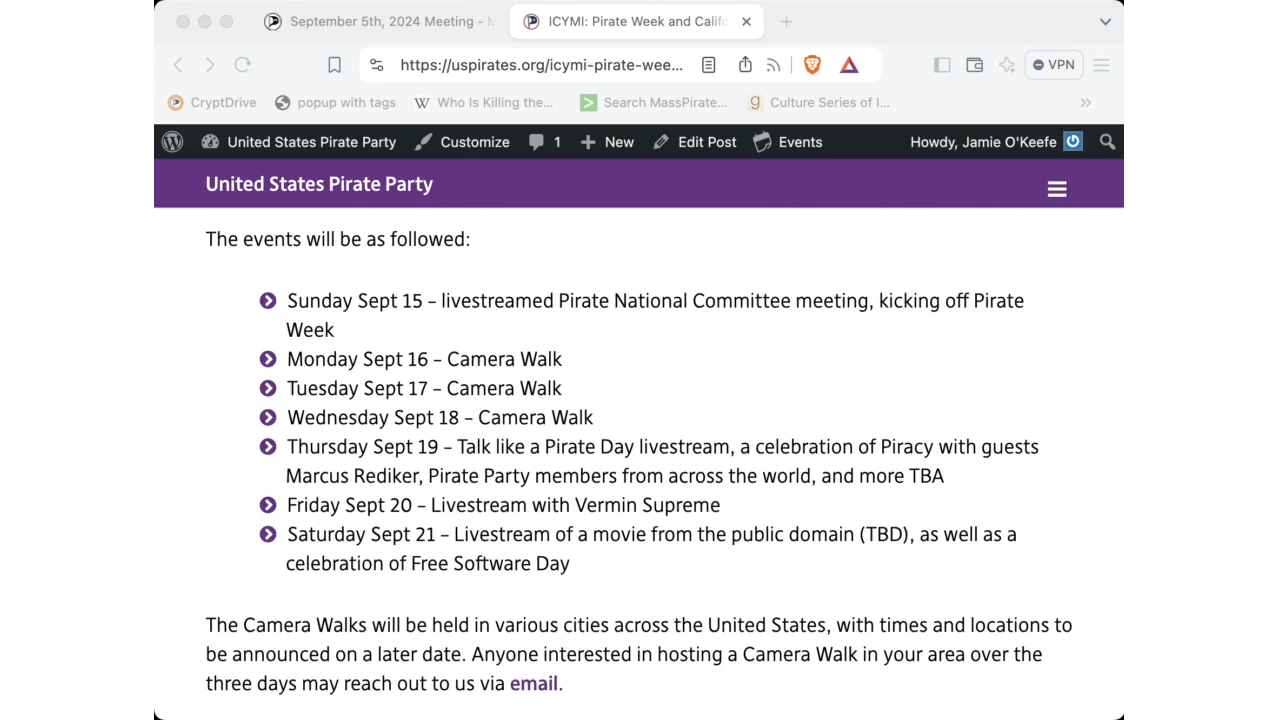 September 5th, 2024 Meeting - M
ICYMI: Pirate Week and Califo
https://uspirates.org/icymi-pirate-wee...
VPN
CryptDrive
popup with tags
W Who Is Killing the...
Search MassPirate...
g Culture Series of I...
United States Pirate Party
Customize
1
New
Edit Post
Events
Howdy, Jamie O'Keefe
United States Pirate Party
The events will be as followed:
Sunday Sept 15 – livestreamed Pirate National Committee meeting, kicking off Pirate
Week
Monday Sept 16 – Camera Walk
Tuesday Sept 17 – Camera Walk
Wednesday Sept 18 – Camera Walk
Thursday Sept 19 – Talk like a Pirate Day livestream, a celebration of Piracy with guests
Marcus Rediker, Pirate Party members from across the world, and more TBA
Friday Sept 20 – Livestream with Vermin Supreme
Saturday Sept 21 – Livestream of a movie from the public domain (TBD), as well as a
celebration of Free Software Day
The Camera Walks will be held in various cities across the United States, with times and locations to
be announced on a later date. Anyone interested in hosting a Camera Walk in your area over the
three days may reach out to us via email.